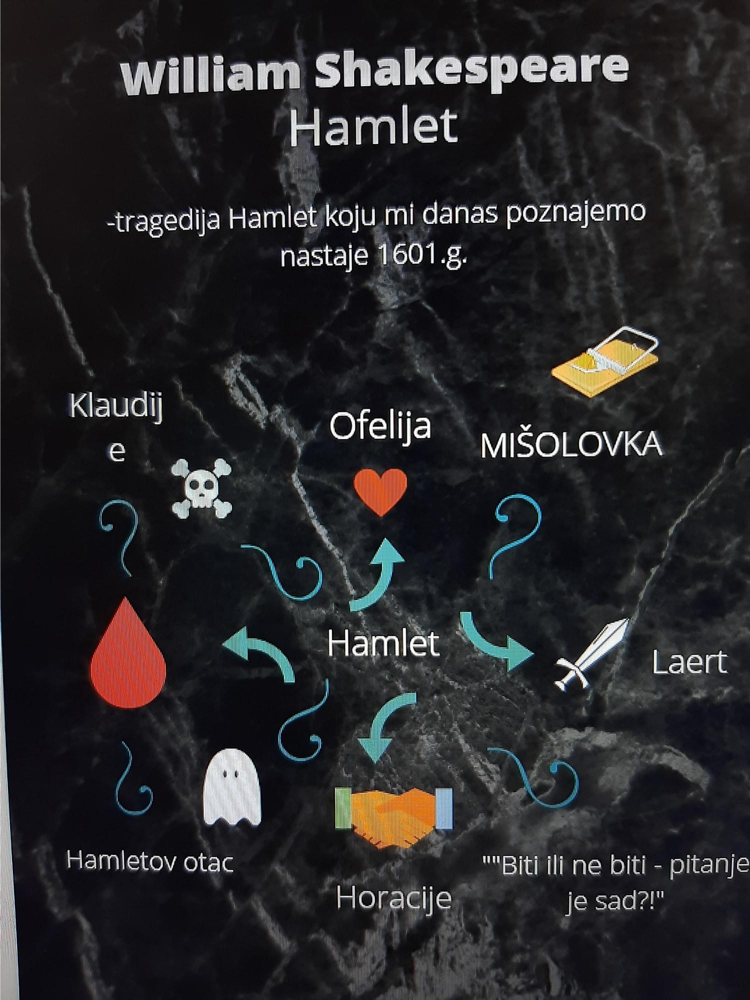 William Shakespeare
Hamlet
-tragedija Hamlet koju mi danas poznajemo
nastaje 1601.g.
Klaudij
e
Ofelija
MIŠOLOVKA
Hamlet
Laert
Hamletov otac
Horacije
""Biti ili ne biti - pitanje
je sad?!"